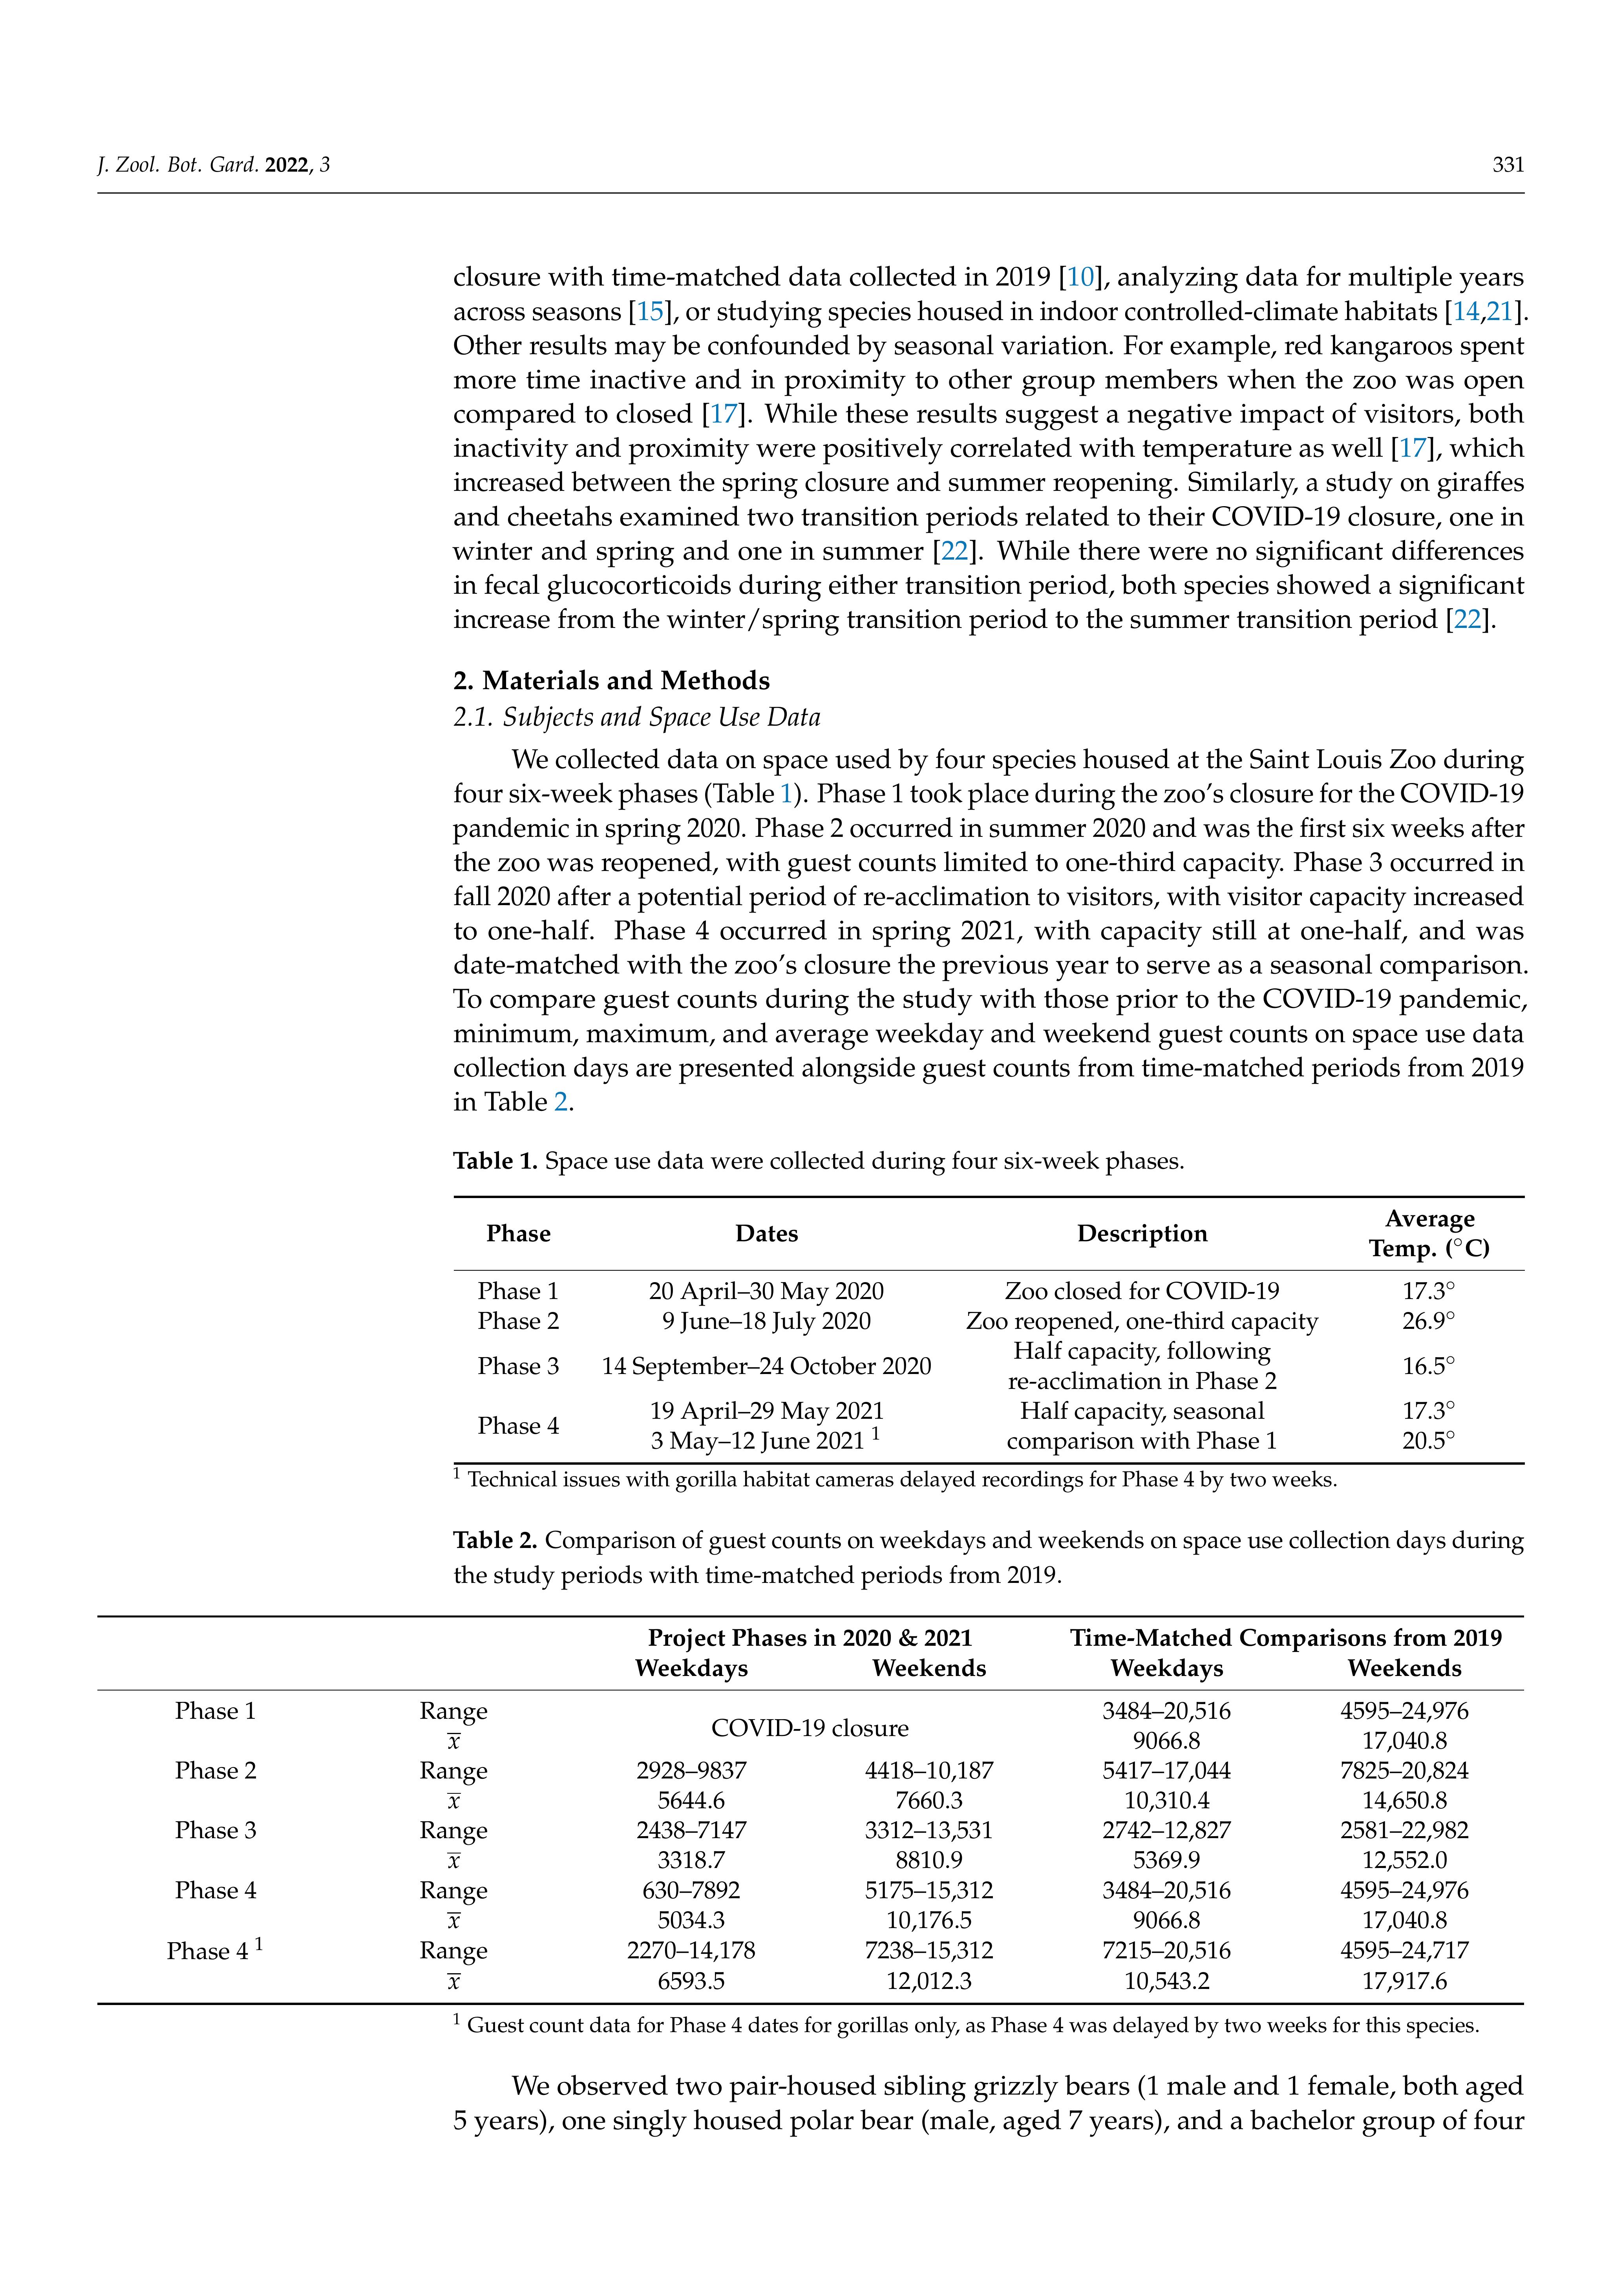 J. Zool. Bot. Gard. 2022, 3 331
closure with time-matched data collected in 2019 [10], analyzing data for multiple years
across seasons [15], or studying species housed in indoor controlled-climate habitats [14,21].
Other results may be confounded by seasonal variation. For example, red kangaroos spent
more time inactive and in proximity to other group members when the zoo was open
compared to closed [17]. While these results suggest a negative impact of visitors, both
inactivity and proximity were positively correlated with temperature as well [17], which
increased between the spring closure and summer reopening. Similarly, a study on giraffes
and cheetahs examined two transition periods related to their COVID-19 closure, one in
winter and spring and one in summer [22]. While there were no significant differences
in fecal glucocorticoids during either transition period, both species showed a significant
increase from the winter/spring transition period to the summer transition period [22].
2. Materials and Methods
2.1. Subjects and Space Use Data
We collected data on space used by four species housed at the Saint Louis Zoo during
four six-week phases (Table 1). Phase 1 took place during the zoo's closure for the COVID-19
pandemic in spring 2020. Phase 2 occurred in summer 2020 and was the first six weeks after
the zoo was reopened, with guest counts limited to one-third capacity. Phase 3 occurred in
fall 2020 after a potential period of re-acclimation to visitors, with visitor capacity increased
to one-half. Phase 4 occurred in spring 2021, with capacity still at one-half, and was
date-matched with the zoo's closure the previous year to serve as a seasonal comparison.
To compare guest counts during the study with those prior to the COVID-19 pandemic,
minimum, maximum, and average weekday and weekend guest counts on space use data
collection days are presented alongside guest counts from time-matched periods from 2019
in Table 2.
Table 1. Space use data were collected during four six-week phases.
Phase Dates Description Average Temp. (°C)
Phase 1 20 April–30 May 2020 Zoo closed for COVID-19 17.3°
Phase 2 9 June–18 July 2020 Zoo reopened, one-third capacity 26.9°
Phase 3 14 September–24 October 2020 Half capacity, following re-acclimation in Phase 2 16.5°
Phase 4 19 April–29 May 2021 Half capacity, seasonal 17.3°
3 May–12 June 2021 1 comparison with Phase 1 20.5°
1 Technical issues with gorilla habitat cameras delayed recordings for Phase 4 by two weeks.
Table 2. Comparison of guest counts on weekdays and weekends on space use collection days during
the study periods with time-matched periods from 2019.
Project Phases in 2020 & 2021 Time-Matched Comparisons from 2019
Weekdays Weekends Weekdays Weekends
Phase 1 Range COVID-19 closure 3484–20,516 4595–24,976
x̅ 9066.8 17,040.8
Phase 2 Range 2928–9837 4418–10,187 5417–17,044 7825–20,824
x̅ 5644.6 7660.3 10,310.4 14,650.8
Phase 3 Range 2438–7147 3312–13,531 2742–12,827 2581–22,982
x̅ 3318.7 8810.9 5369.9 12,552.0
Phase 4 Range 630–7892 5175–15,312 3484–20,516 4595–24,976
x̅ 5034.3 10,176.5 9066.8 17,040.8
Phase 4 1 Range 2270–14,178 7238–15,312 7215–20,516 4595–24,717
x̅ 6593.5 12,012.3 10,543.2 17,917.6
1 Guest count data for Phase 4 dates for gorillas only, as Phase 4 was delayed by two weeks for this species.
We observed two pair-housed sibling grizzly bears (1 male and 1 female, both aged
5 years), one singly housed polar bear (male, aged 7 years), and a bachelor group of four